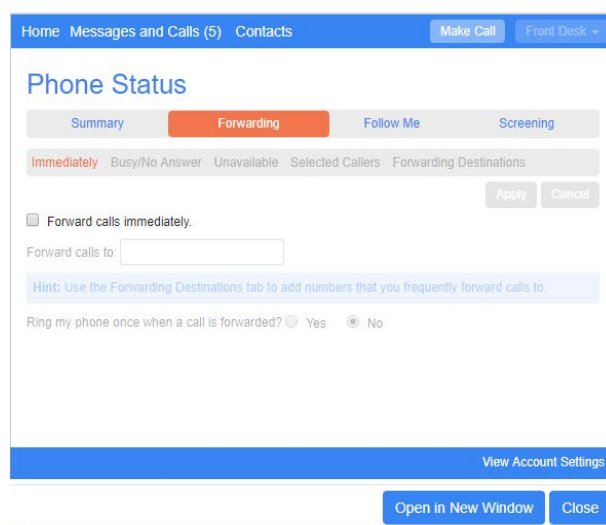 Home Messages and Calls (5) Contacts Make Call Front Desk
Phone Status
Summary Forwarding Follow Me Screening
Immediately Busy/No Answer Unavailable Selected Callers Forwarding Destinations
Apply Cancel
Forward calls immediately.
Forward calls to:
Hint: Use the Forwarding Destinations tab to add numbers that you frequently forward calls to.
Ring my phone once when a call is forwarded? Yes No
View Account Settings
Open in New Window Close